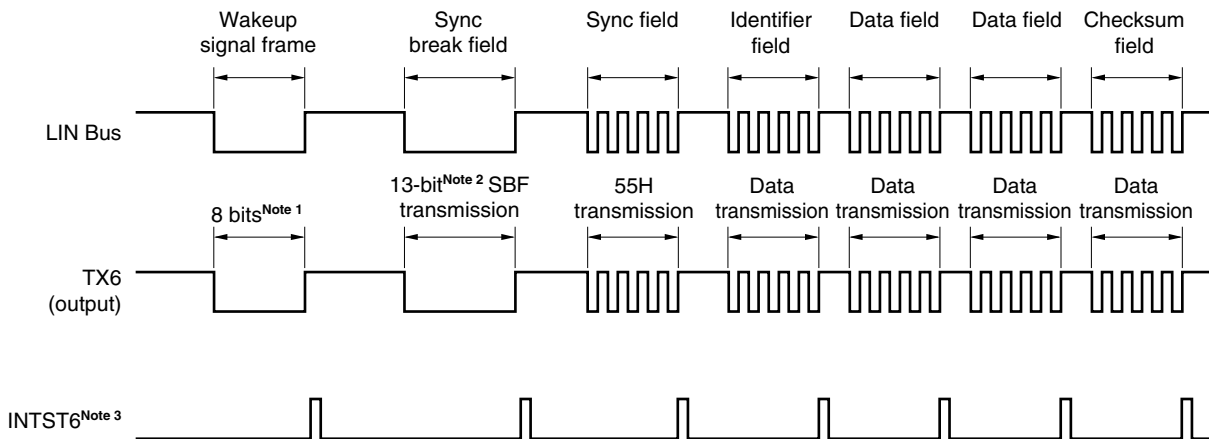 Wakeup
signal frame
Sync
break field
Sync field
Identifier
field
Data field
Data field
Checksum
field
LIN Bus
8 bitsNote 1
13-bitNote 2 SBF
transmission
55H
transmission
Data
transmission
Data
transmission
Data
transmission
Data
transmission
TX6
(output)
INTST6Note 3